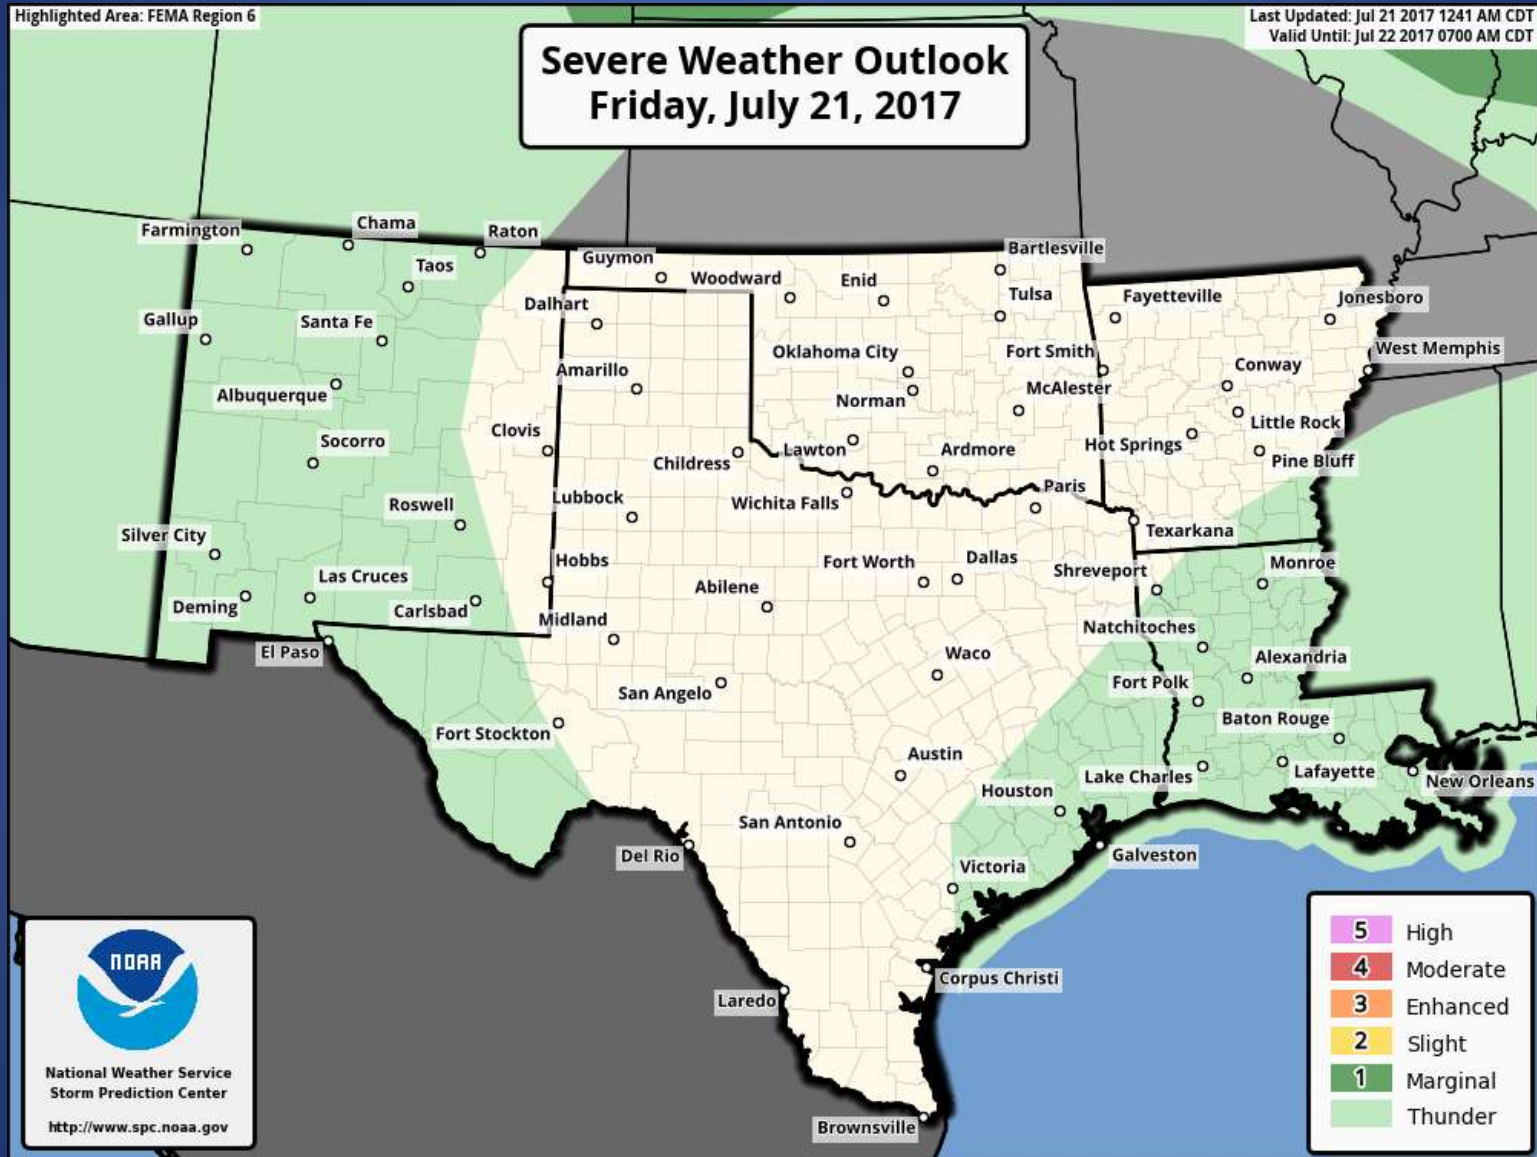 Highlighted Area: FEMA Region 6
Last Updated: Jul 21 2017 1241 AM CDT
Valid Until: Jul 22 2017 0700 AM CDT
Severe Weather Outlook
Friday, July 21, 2017
Farmington
Chama
Raton
Taos
Gallup
Santa Fe
Albuquerque
Socorro
Clovis
Roswell
Silver City
Las Cruces
Deming
Carlsbad
Hobbs
El Paso
Guymon
Woodward
Enid
Bartlesville
Tulsa
Oklahoma City
Norman
McAlester
Lawton
Ardmore
Fayetteville
Jonesboro
West Memphis
Fort Smith
Conway
Little Rock
Hot Springs
Pine Bluff
Texarkana
Dalhart
Amarillo
Childress
Lubbock
Wichita Falls
Paris
Fort Worth
Dallas
Abilene
Midland
San Angelo
Waco
Fort Stockton
Austin
Houston
San Antonio
Del Rio
Victoria
Galveston
Corpus Christi
Laredo
Brownsville
Shreveport
Monroe
Natchitoches
Alexandria
Fort Polk
Baton Rouge
Lake Charles
Lafayette
New Orleans
NOAA
National Weather Service
Storm Prediction Center
http://www.spc.noaa.gov
5 High
4 Moderate
3 Enhanced
2 Slight
1 Marginal
Thunder